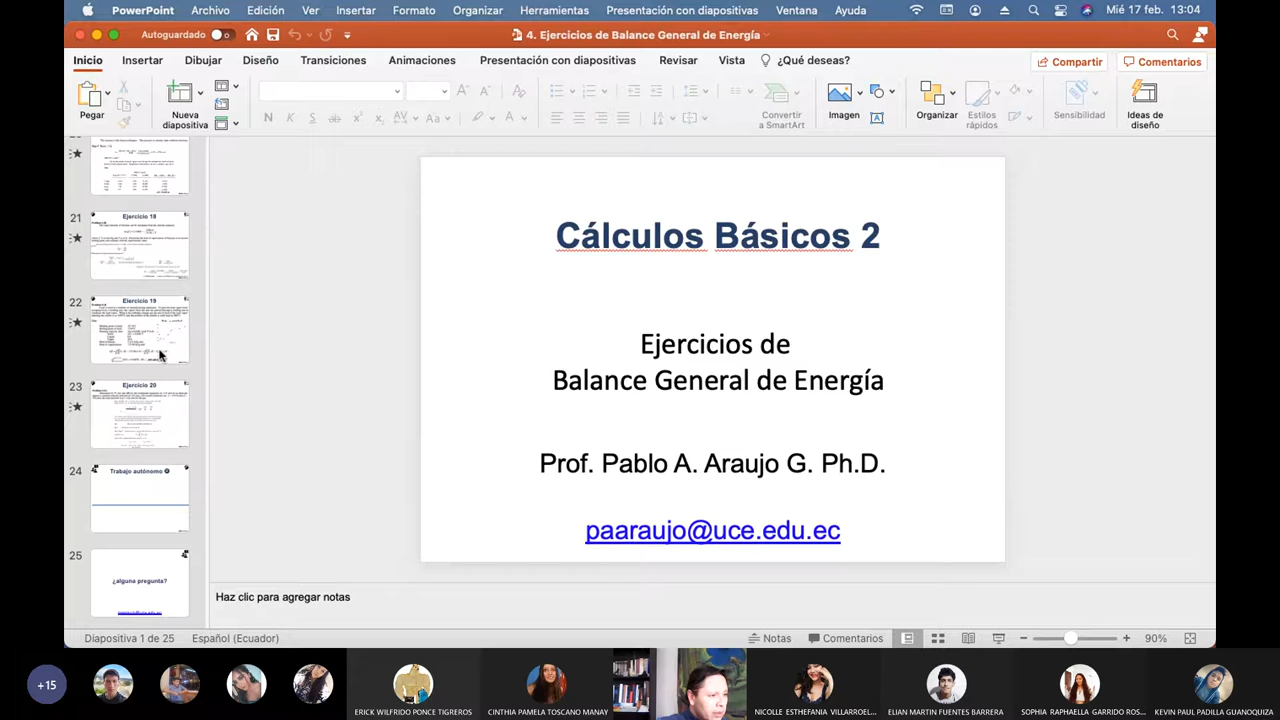 Archivo Edición Ver Insertar Formato Organizar Herramientas Presentación con diapositivas Ventana Ayuda Mié 17 feb. 13:04
Autoguardado 4. Ejercicios de Balance General de Energía
Inicio Insertar Dibujar Diseño Transiciones Animaciones Presentación con diapositivas Revisar Vista ¿Qué deseas? Compartir Comentarios
Pegar
Nueva
diapositiva
N
K
S
Convertir
a SmartArt
Imagen
Organizar
Estilos
rápidos
Sensibilidad
Ideas de
diseño
21
Ejercicio 18
22
Ejercicio 19
23
Ejercicio 20
24
Trabajo autónomo
25
¿alguna pregunta?
Cálculos Básicos 2
Ejercicios de
Balance General de Energía
Prof. Pablo A. Araujo G. Ph.D.
paaraujo@uce.edu.ec
Haz clic para agregar notas
Diapositiva 1 de 25 Español (Ecuador) Notas Comentarios 90%
+15
ERICK WILFRIDO PONCE TIGREROS
CINTHIA PAMELA TOSCANO MANAY
NICOLLE ESTHEFANIA VILLARROEL...
ELIAN MARTIN FUENTES BARRERA
SOPHIA RAPHAELLA GARRIDO ROS...
KEVIN PAUL PADILLA GUANOQUIZA